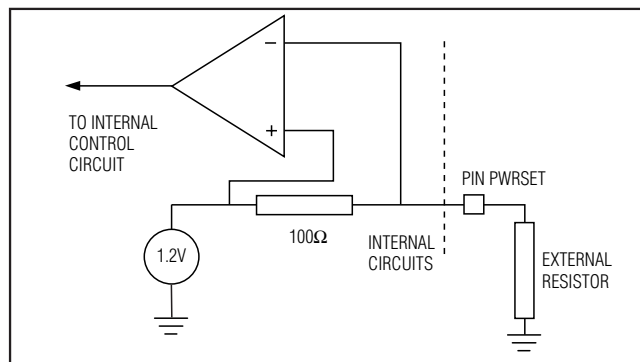 −
+
TO INTERNAL
CONTROL
CIRCUIT
PIN PWRSET
100Ω
INTERNAL
CIRCUITS
1.2V
EXTERNAL
RESISTOR